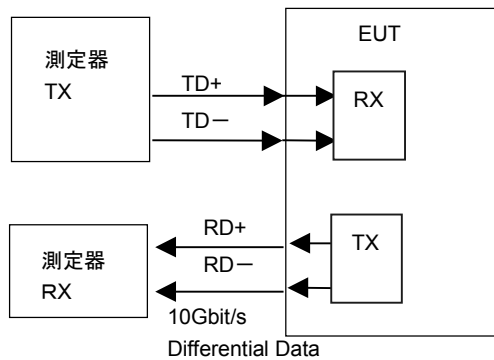 測定器
TX
TD+
TD－
EUT
RX
測定器
RX
RD+
RD－
TX
10Gbit/s
Differential Data